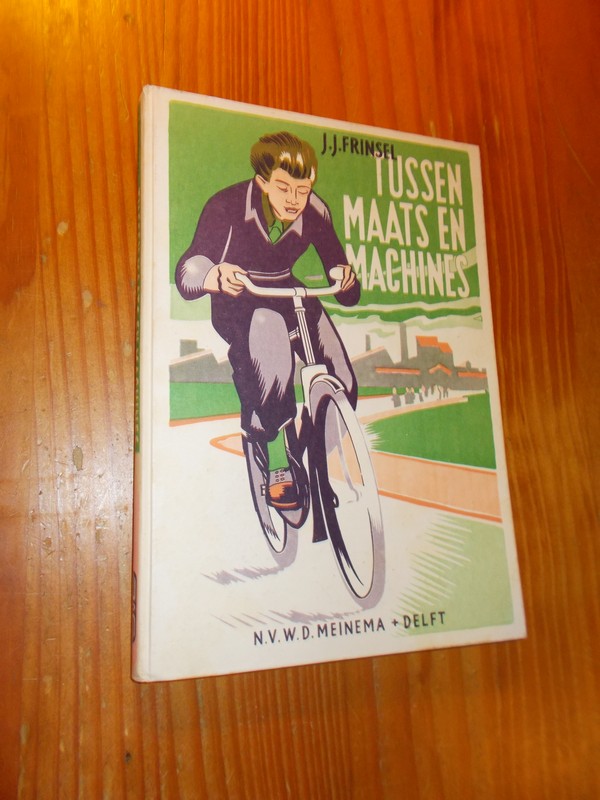 J.J.FRINSEL
TUSSEN
MAATS EN
MACHINES
N.V.W.D.MEINEMA + DELFT